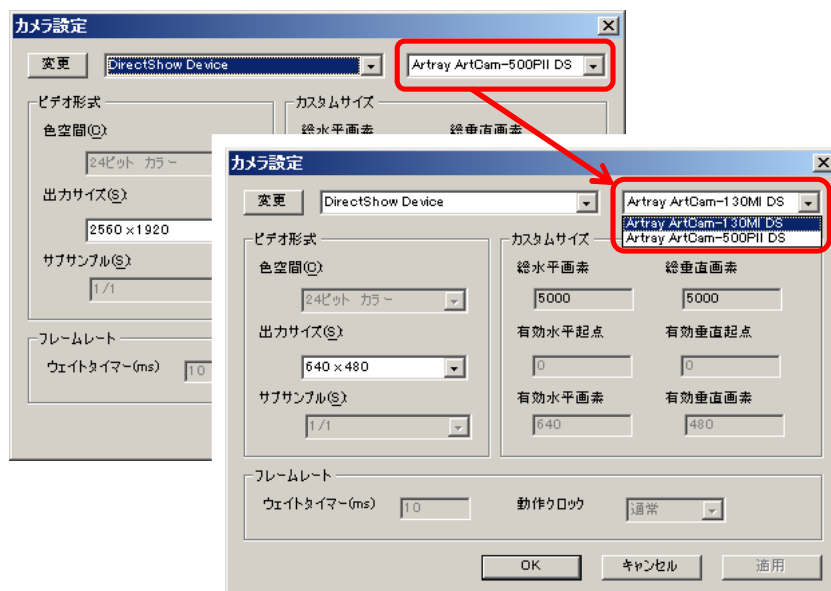 カメラ設定
変更 DirectShow Device Artray ArtCam-500PII DS
ビデオ形式 カスタムサイズ
色空間(C): 総水平画素 総垂直画素
24ビット カラー
出力サイズ(S):
2560×1920
サブサンプル(S):
1/1
フレームレート
ウェイトタイマー(ms) 10
カメラ設定
変更 DirectShow Device Artray ArtCam-130MI DS
Artray ArtCam-130MI DS
Artray ArtCam-500PII DS
ビデオ形式 カスタムサイズ
色空間(C): 総水平画素 総垂直画素
24ビット カラー 5000 5000
出力サイズ(S): 有効水平起点 有効垂直起点
640×480 0 0
サブサンプル(S): 有効水平画素 有効垂直画素
1/1 640 480
フレームレート
ウェイトタイマー(ms) 10 動作クロック 通常
OK キャンセル 適用